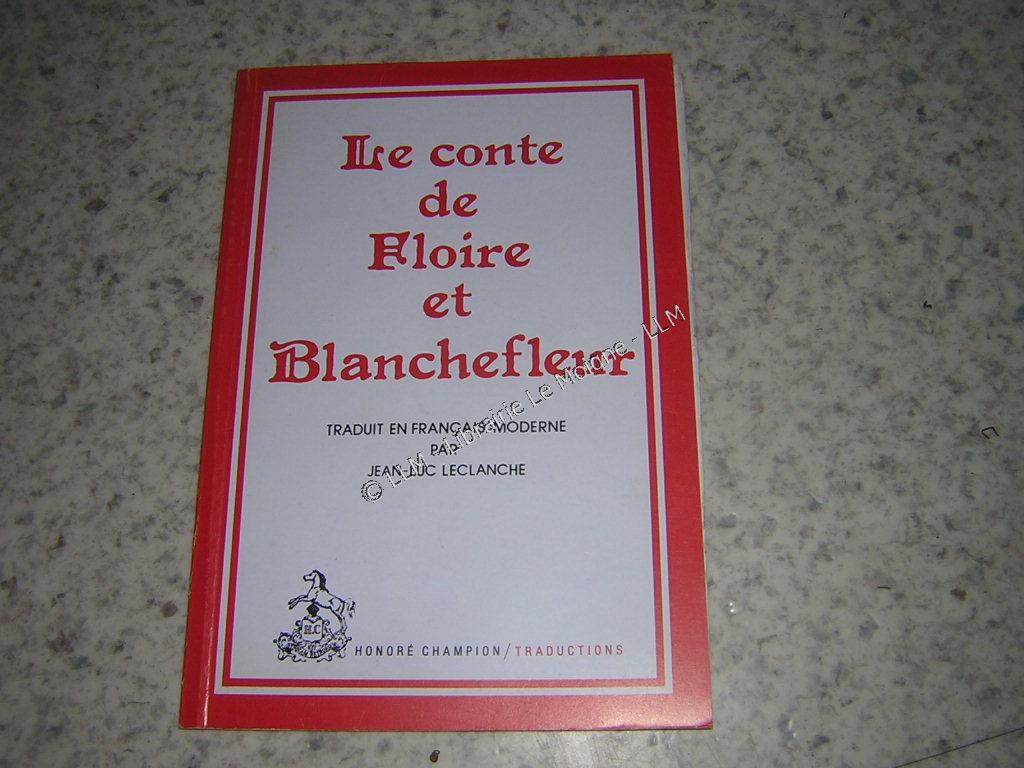 Le conte
de
Floire
et
Blanchefleur
TRADUIT EN FRANÇAIS MODERNE
PAR
JEAN-LUC LECLANCHE
© LLM - Librairie Le Moigne - LLM
H.C
HONORÉ CHAMPION/TRADUCTIONS